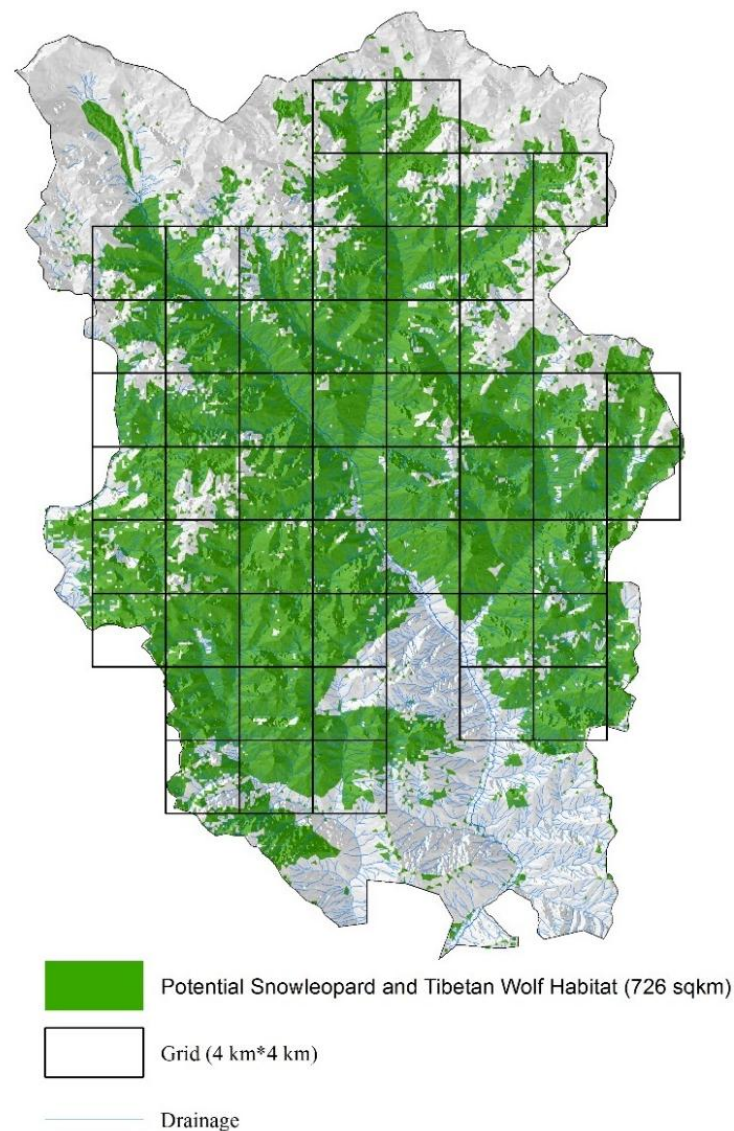 Potential Snowleopard and Tibetan Wolf Habitat (726 sqkm)
Grid (4 km*4 km)
Drainage